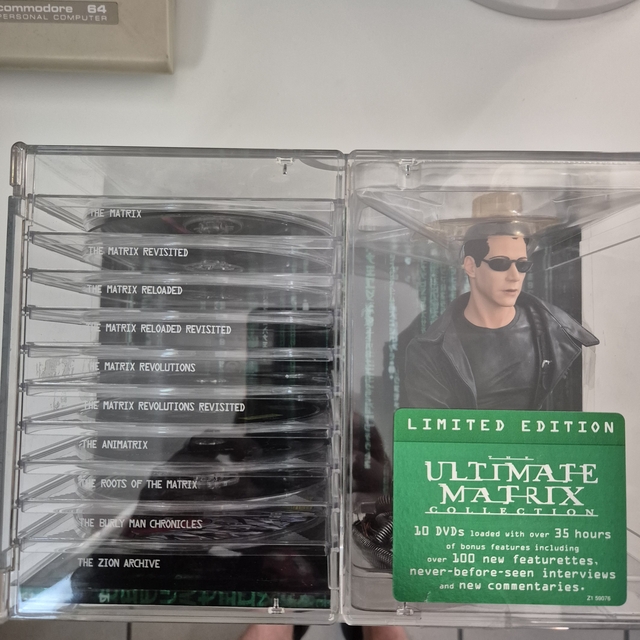 commodore 64
PERSONAL COMPUTER
THE MATRIX
THE MATRIX REVISITED
THE MATRIX RELOADED
THE MATRIX RELOADED REVISITED
THE MATRIX REVOLUTIONS
THE MATRIX REVOLUTIONS REVISITED
THE ANIMATRIX
THE ROOTS OF THE MATRIX
THE BURLY MAN CHRONICLES
THE ZION ARCHIVE
LIMITED EDITION
THE
ULTIMATE
MATRIX
COLLECTION
10 DVDs loaded with over 35 hours
of bonus features including
over 100 new featurettes,
never-before-seen interviews
and new commentaries.
Z1 59076